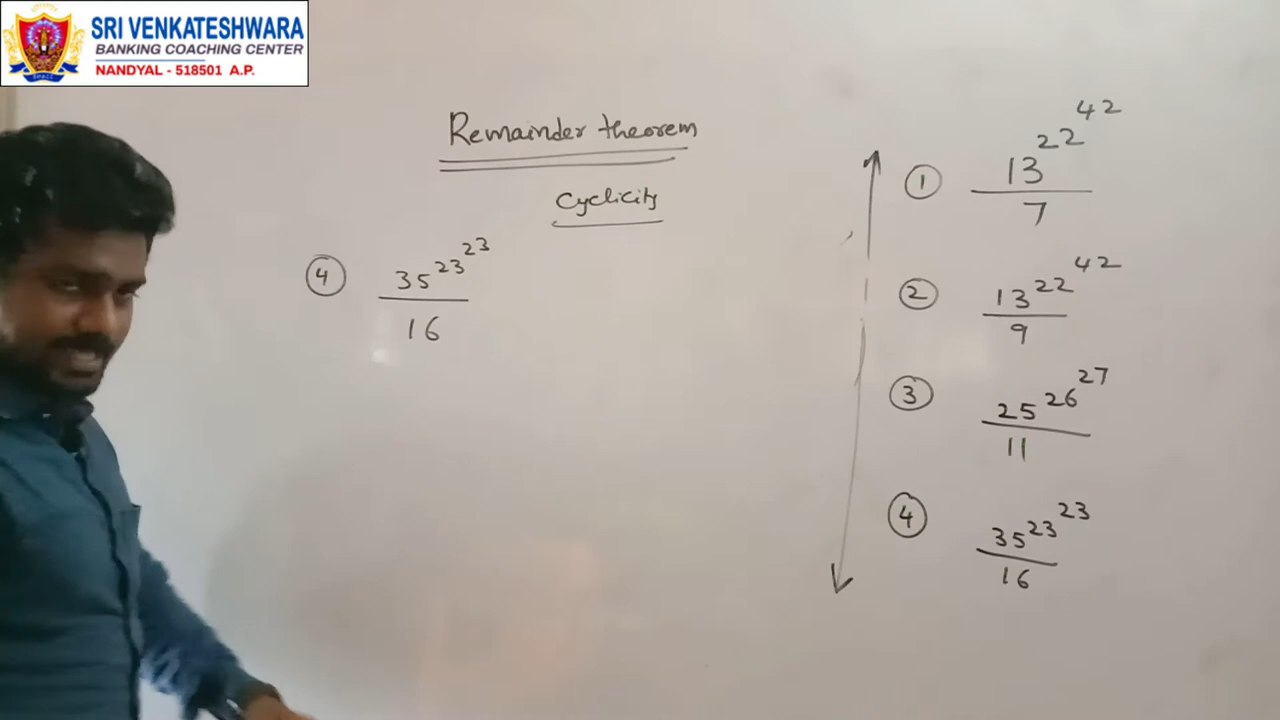 SRI VENKATESHWARA
BANKING COACHING CENTER
NANDYAL - 518501 A.P.
Remainder theorem
Cyclicity
④ 35^23^23
16
① 13^22^42
7
② 13^22^42
9
③ 25^26^27
11
④ 35^23^23
16